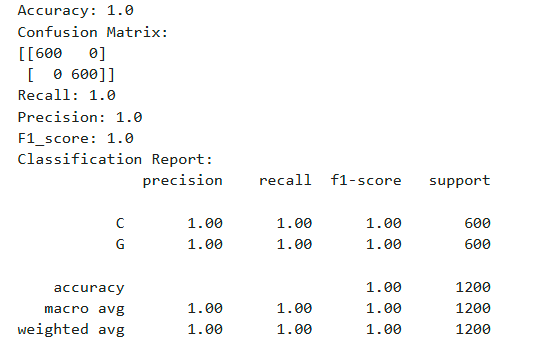 Accuracy: 1.0
Confusion Matrix:
[[600   0]
 [  0 600]]
Recall: 1.0
Precision: 1.0
F1_score: 1.0
Classification Report:
              precision    recall  f1-score   support

           C       1.00      1.00      1.00       600
           G       1.00      1.00      1.00       600

    accuracy                           1.00      1200
   macro avg       1.00      1.00      1.00      1200
weighted avg       1.00      1.00      1.00      1200